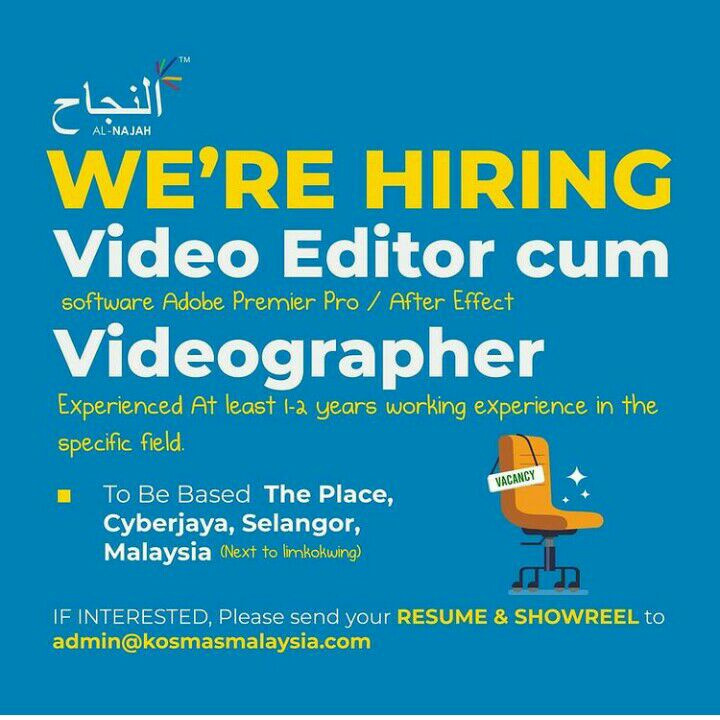 النجاح
TM
AL-NAJAH
WE'RE HIRING
Video Editor cum
software Adobe Premier Pro / After Effect
Videographer
Experienced At least 1-2 years working experience in the
specific field.
To Be Based The Place,
Cyberjaya, Selangor,
Malaysia (Next to limkokwing)
VACANCY
IF INTERESTED, Please send your RESUME & SHOWREEL to
admin@kosmasmalaysia.com